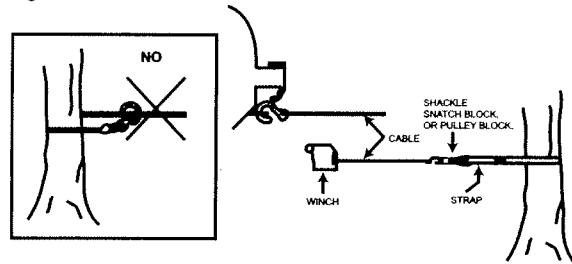 NO
SHACKLE
SNATCH BLOCK,
OR PULLEY BLOCK.
CABLE
WINCH
STRAP